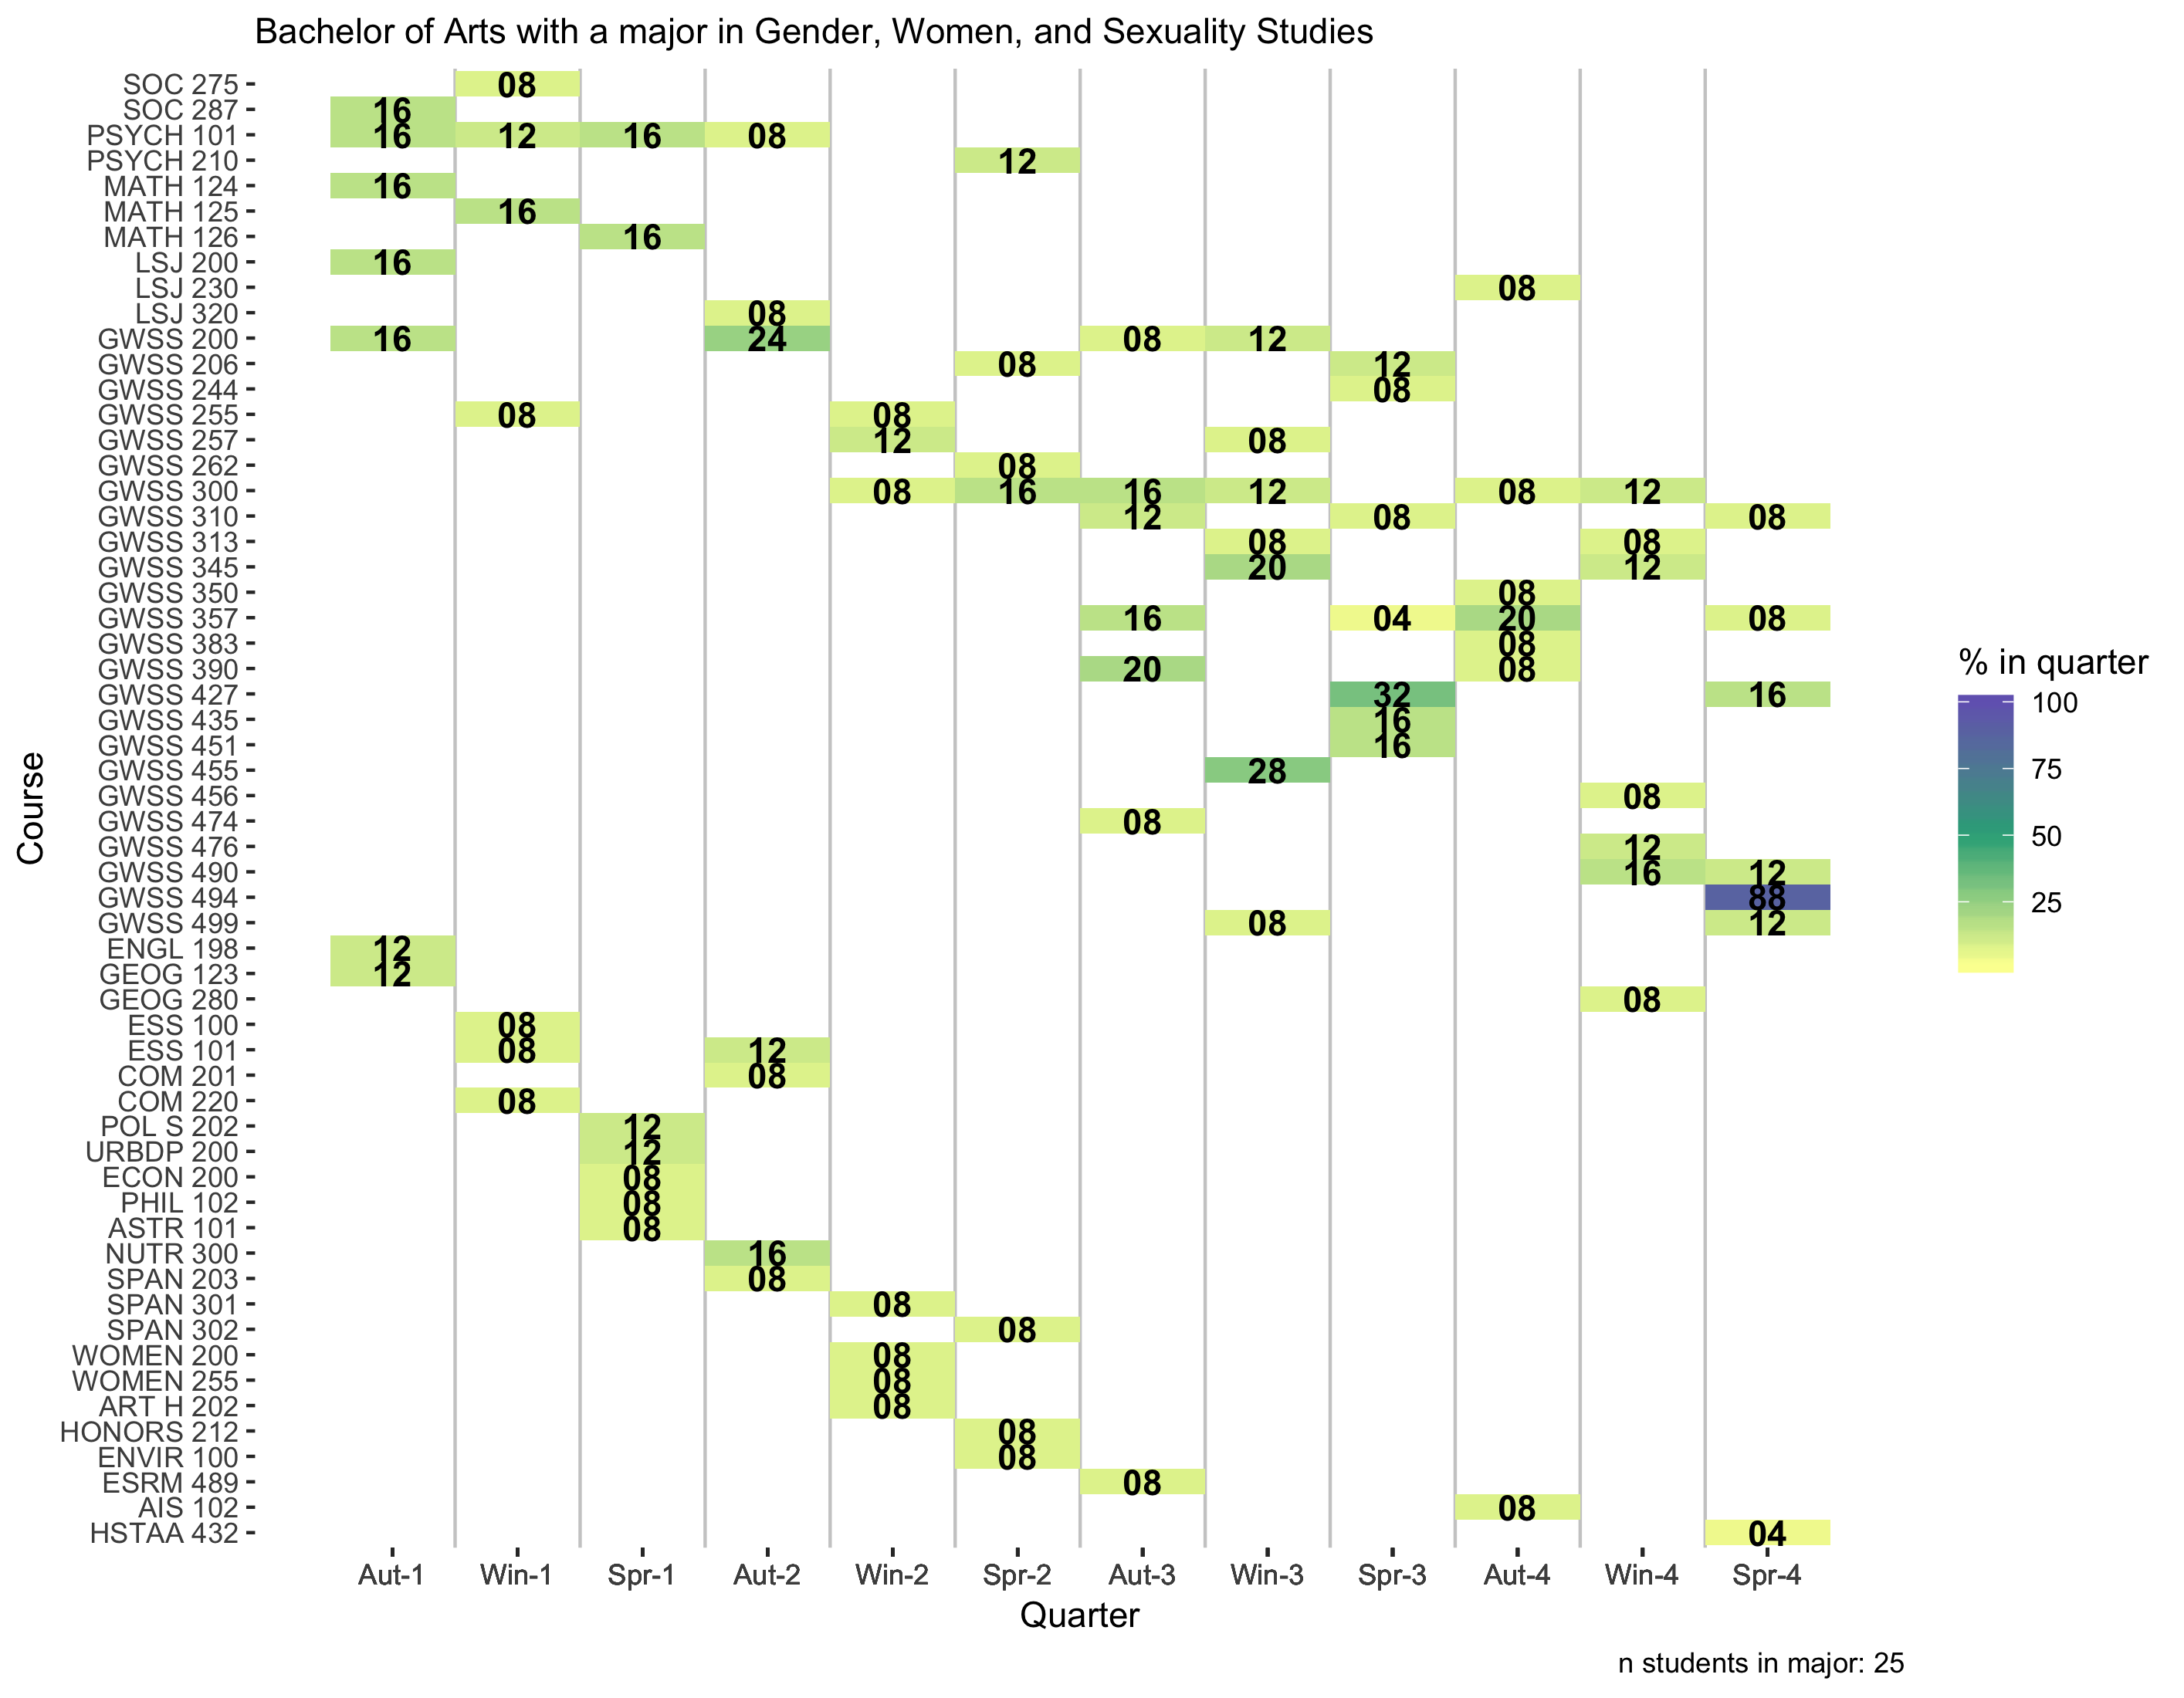 Bachelor of Arts with a major in Gender, Women, and Sexuality Studies
SOC 275 08
SOC 287 16
PSYCH 101 16 12 16 08
PSYCH 210 12
MATH 124 16
MATH 125 16
MATH 126 16
LSJ 200 16
LSJ 230 08
LSJ 320 08
GWSS 200 16 24 08 12
GWSS 206 08 12
GWSS 244 08
GWSS 255 08 08
GWSS 257 12 08
GWSS 262 08
GWSS 300 08 16 16 12 08 12
GWSS 310 12 08 08
GWSS 313 08 08
GWSS 345 20 12
GWSS 350 08
GWSS 357 16 04 20 08
GWSS 383 08
GWSS 390 20 08
GWSS 427 32 16
GWSS 435 16
GWSS 451 16
GWSS 455 28
GWSS 456 08
GWSS 474 08
GWSS 476 12
GWSS 490 16 12
GWSS 494 88
GWSS 499 08 12
ENGL 198 12
GEOG 123 12
GEOG 280 08
ESS 100 08
ESS 101 08 12
COM 201 08
COM 220 08
POL S 202 12
URBDP 200 12
ECON 200 08
PHIL 102 08
ASTR 101 08
NUTR 300 16
SPAN 203 08
SPAN 301 08
SPAN 302 08
WOMEN 200 08
WOMEN 255 08
ART H 202 08
HONORS 212 08
ENVIR 100 08
ESRM 489 08
AIS 102 08
HSTAA 432 04
Course
Aut-1 Win-1 Spr-1 Aut-2 Win-2 Spr-2 Aut-3 Win-3 Spr-3 Aut-4 Win-4 Spr-4
Quarter
% in quarter
100
75
50
25
n students in major: 25